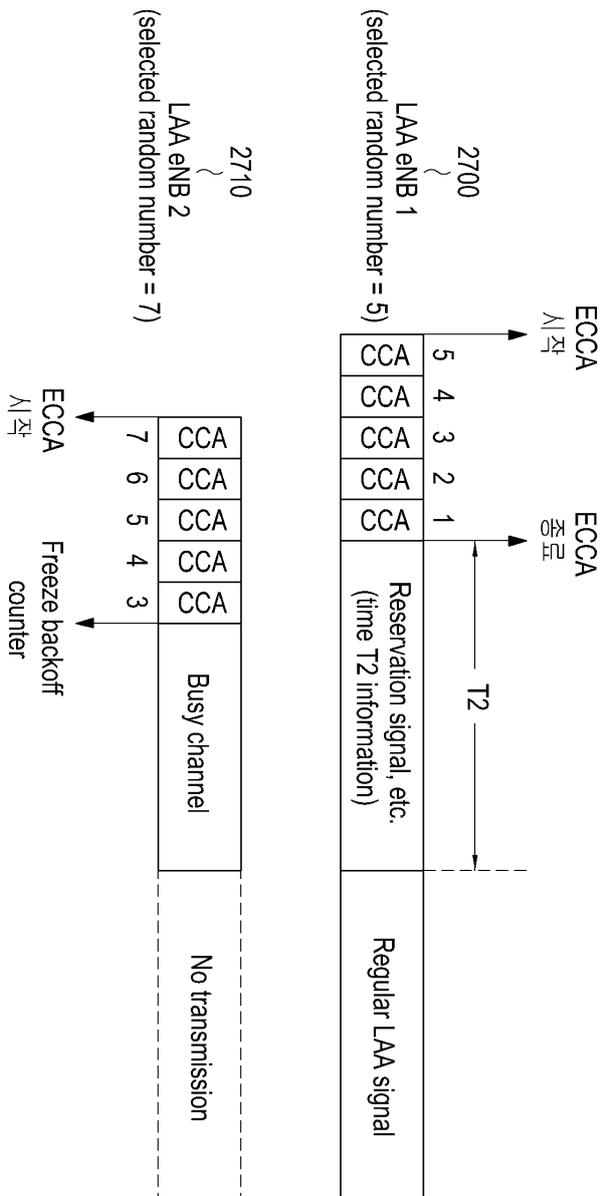 2700
LAA eNB 1
(selected random number = 5)
ECCA
시작
ECCA
종료
5 4 3 2 1
CCA CCA CCA CCA CCA
T2
Reservation signal, etc.
(time T2 information)
Regular LAA signal
2710
LAA eNB 2
(selected random number = 7)
CCA CCA CCA CCA CCA
7 6 5 4 3
Busy channel
No transmission
ECCA
시작
Freeze backoff
counter